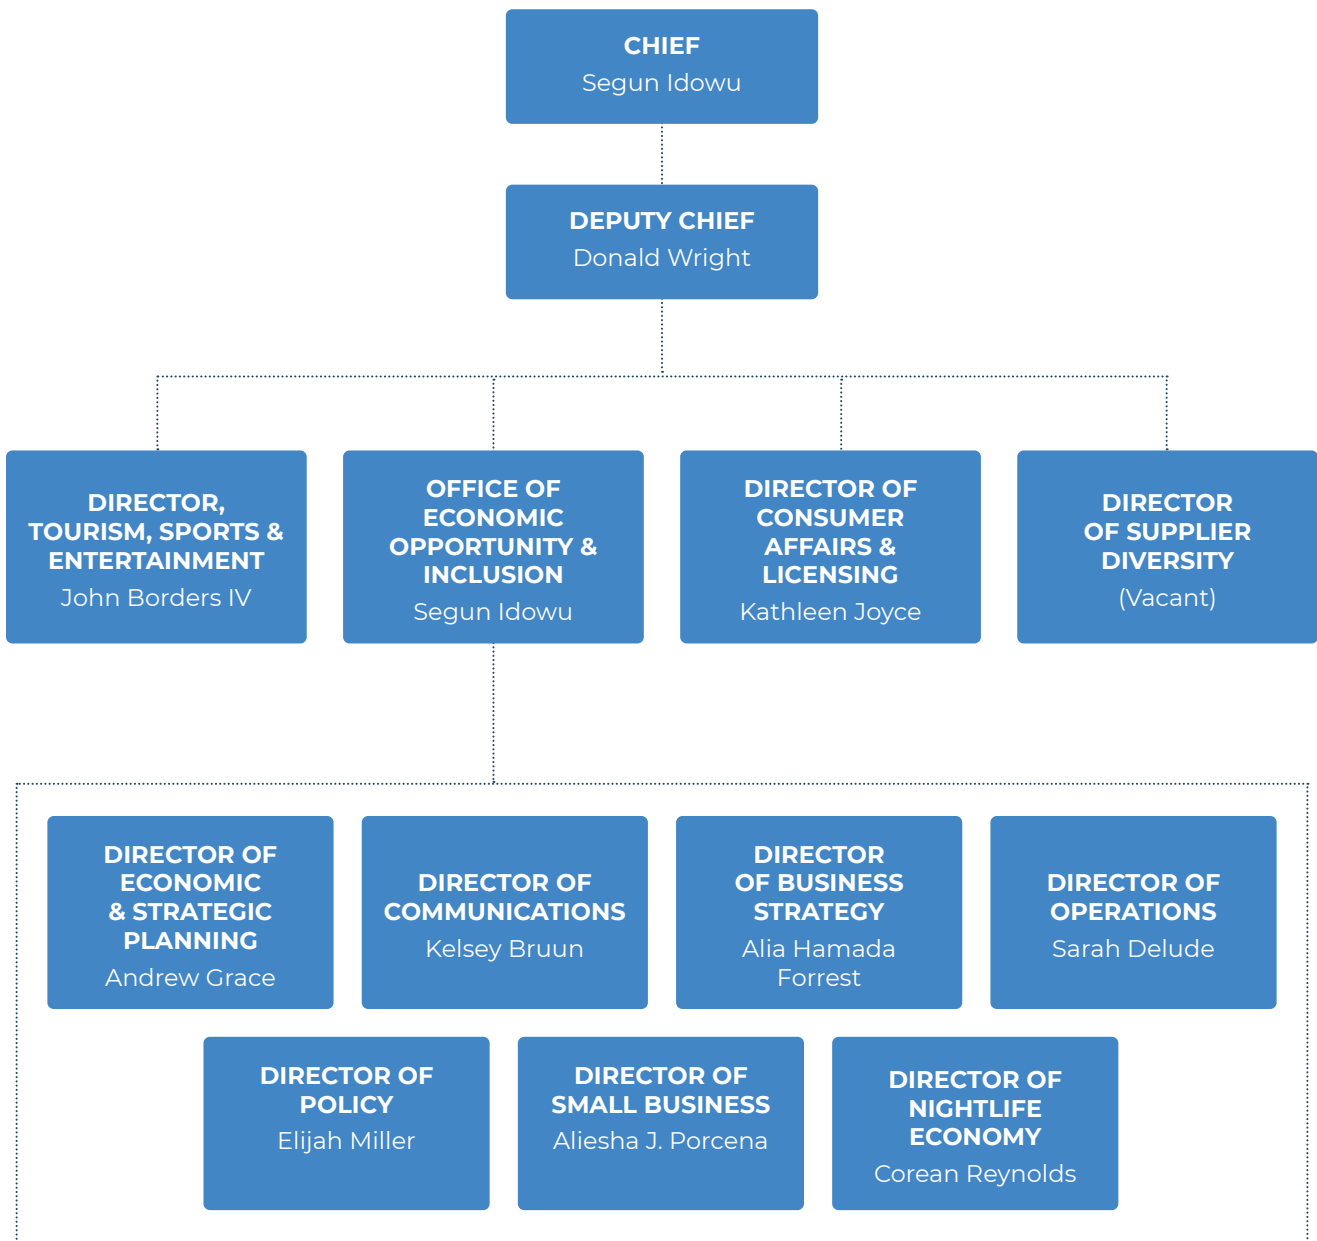 CHIEF
Segun Idowu
DEPUTY CHIEF
Donald Wright
DIRECTOR,
TOURISM, SPORTS &
ENTERTAINMENT
John Borders IV
OFFICE OF
ECONOMIC
OPPORTUNITY &
INCLUSION
Segun Idowu
DIRECTOR OF
CONSUMER
AFFAIRS &
LICENSING
Kathleen Joyce
DIRECTOR
OF SUPPLIER
DIVERSITY
(Vacant)
DIRECTOR OF
ECONOMIC
& STRATEGIC
PLANNING
Andrew Grace
DIRECTOR OF
COMMUNICATIONS
Kelsey Bruun
DIRECTOR
OF BUSINESS
STRATEGY
Alia Hamada
Forrest
DIRECTOR OF
OPERATIONS
Sarah Delude
DIRECTOR OF
POLICY
Elijah Miller
DIRECTOR OF
SMALL BUSINESS
Aliesha J. Porcena
DIRECTOR OF
NIGHTLIFE
ECONOMY
Corean Reynolds